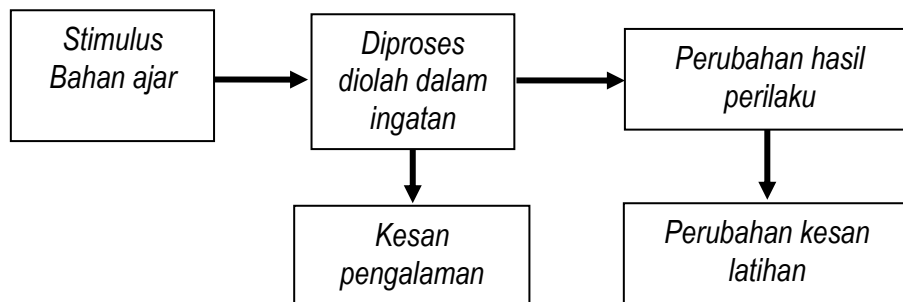 Stimulus
Bahan ajar
Diproses
diolah dalam
ingatan
Perubahan hasil
perilaku
Kesan
pengalaman
Perubahan kesan
latihan